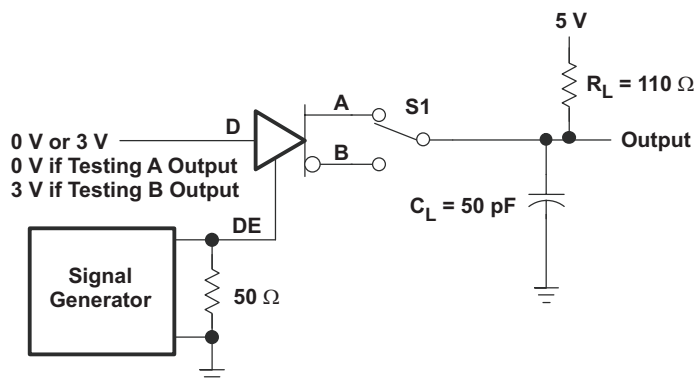 5 V
R_L = 110 Ω
A
S1
D
0 V or 3 V
0 V if Testing A Output
3 V if Testing B Output
B
Output
C_L = 50 pF
DE
Signal
Generator
50 Ω